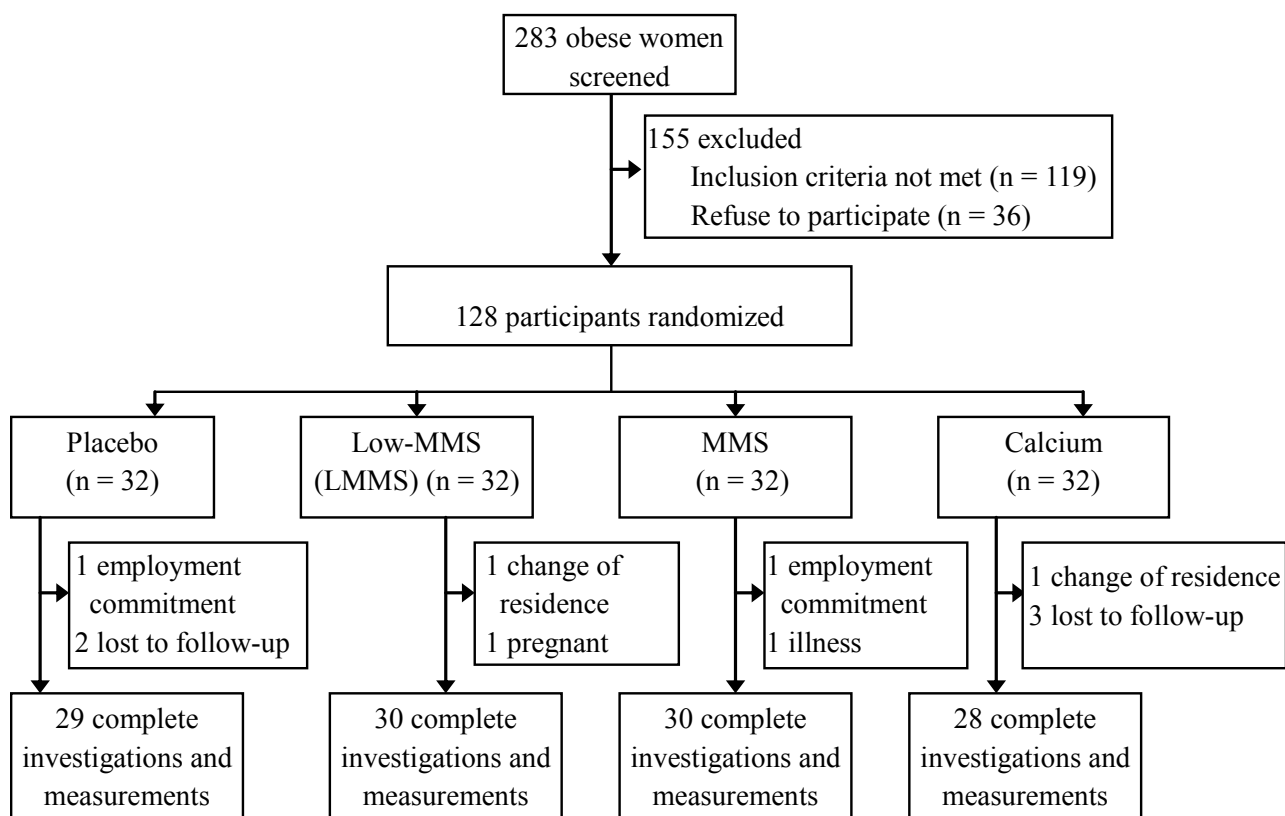 283 obese women
screened
155 excluded
Inclusion criteria not met (n = 119)
Refuse to participate (n = 36)
128 participants randomized
Placebo
(n = 32)
Low-MMS
(LMMS) (n = 32)
MMS
(n = 32)
Calcium
(n = 32)
1 employment
commitment
2 lost to follow-up
1 change of
residence
1 pregnant
1 employment
commitment
1 illness
1 change of residence
3 lost to follow-up
29 complete
investigations and
measurements
30 complete
investigations and
measurements
30 complete
investigations and
measurements
28 complete
investigations and
measurements